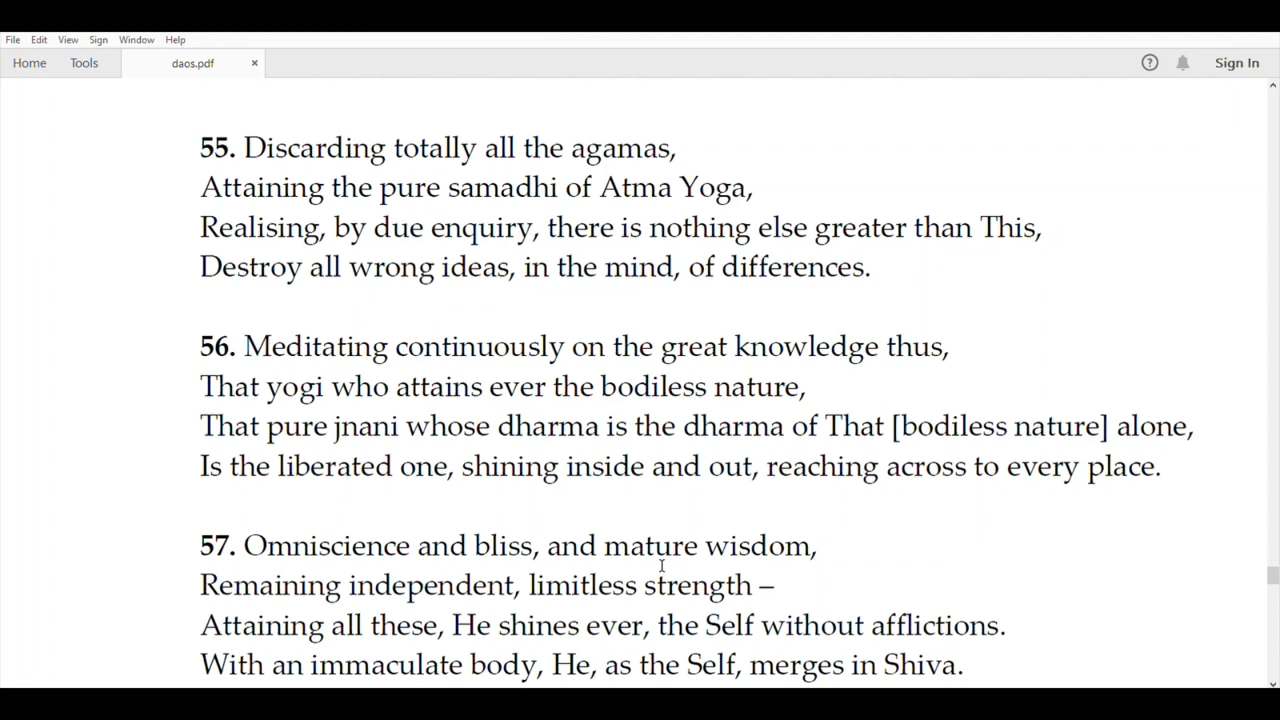 File Edit View Sign Window Help
Home Tools daos.pdf × ? Sign In
55. Discarding totally all the agamas,
Attaining the pure samadhi of Atma Yoga,
Realising, by due enquiry, there is nothing else greater than This,
Destroy all wrong ideas, in the mind, of differences.
56. Meditating continuously on the great knowledge thus,
That yogi who attains ever the bodiless nature,
That pure jnani whose dharma is the dharma of That [bodiless nature] alone,
Is the liberated one, shining inside and out, reaching across to every place.
57. Omniscience and bliss, and mature wisdom,
Remaining independent, limitless strength –
Attaining all these, He shines ever, the Self without afflictions.
With an immaculate body, He, as the Self, merges in Shiva.